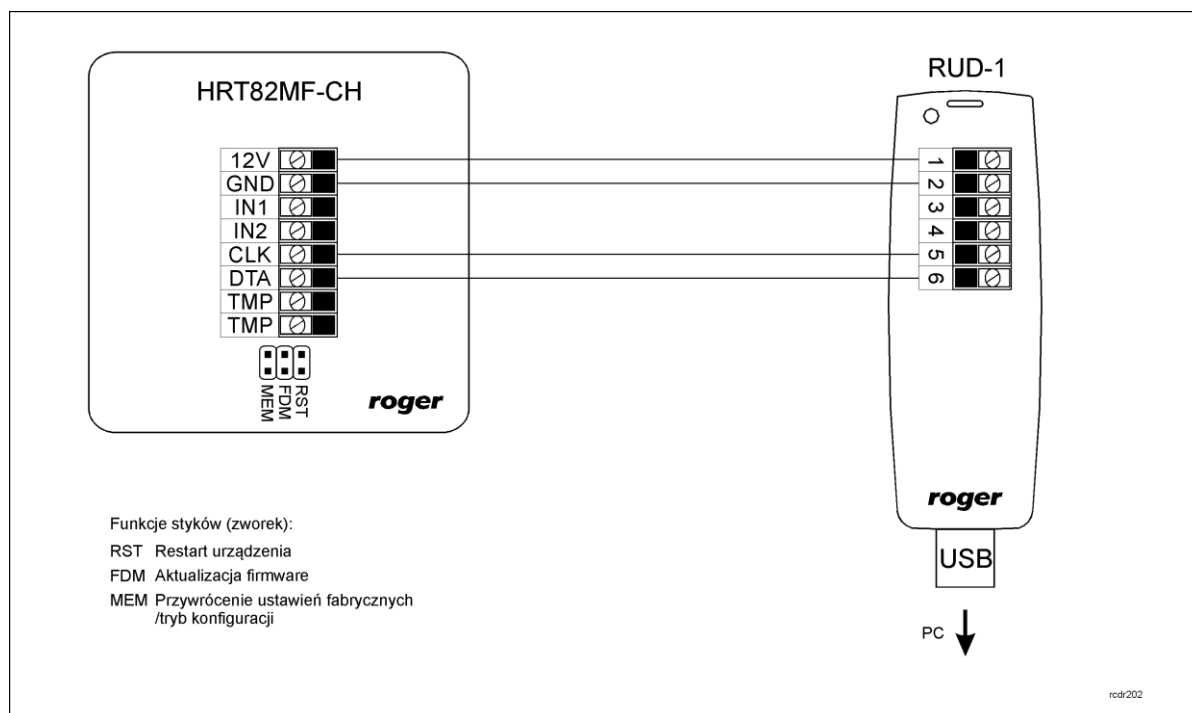 HRT82MF-CH
12V
GND
IN1
IN2
CLK
DTA
TMP
TMP
MEM
FDM
RST
roger
RUD-1
1
2
3
4
5
6
roger
USB
PC
Funkcje styków (zworek):
RST Restart urządzenia
FDM Aktualizacja firmware
MEM Przywrócenie ustawień fabrycznych
/tryb konfiguracji
rcdr202